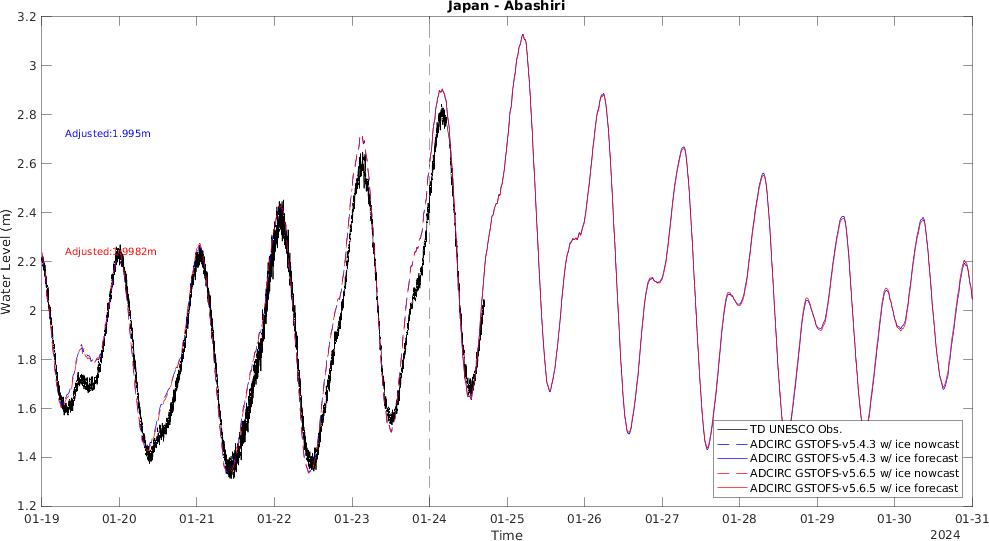 Japan - Abashiri
Water Level (m)
3.2
3
2.8
2.6
2.4
2.2
2
1.8
1.6
1.4
1.2
Adjusted:1.995m
TD UNESCO Obs.
ADCIRC GSTOFS-v5.4.3 w/ ice nowcast
ADCIRC GSTOFS-v5.4.3 w/ ice forecast
ADCIRC GSTOFS-v5.6.5 w/ ice nowcast
ADCIRC GSTOFS-v5.6.5 w/ ice forecast
01-19 01-20 01-21 01-22 01-23 01-24 01-25 01-26 01-27 01-28 01-29 01-30 01-31
Time
2024